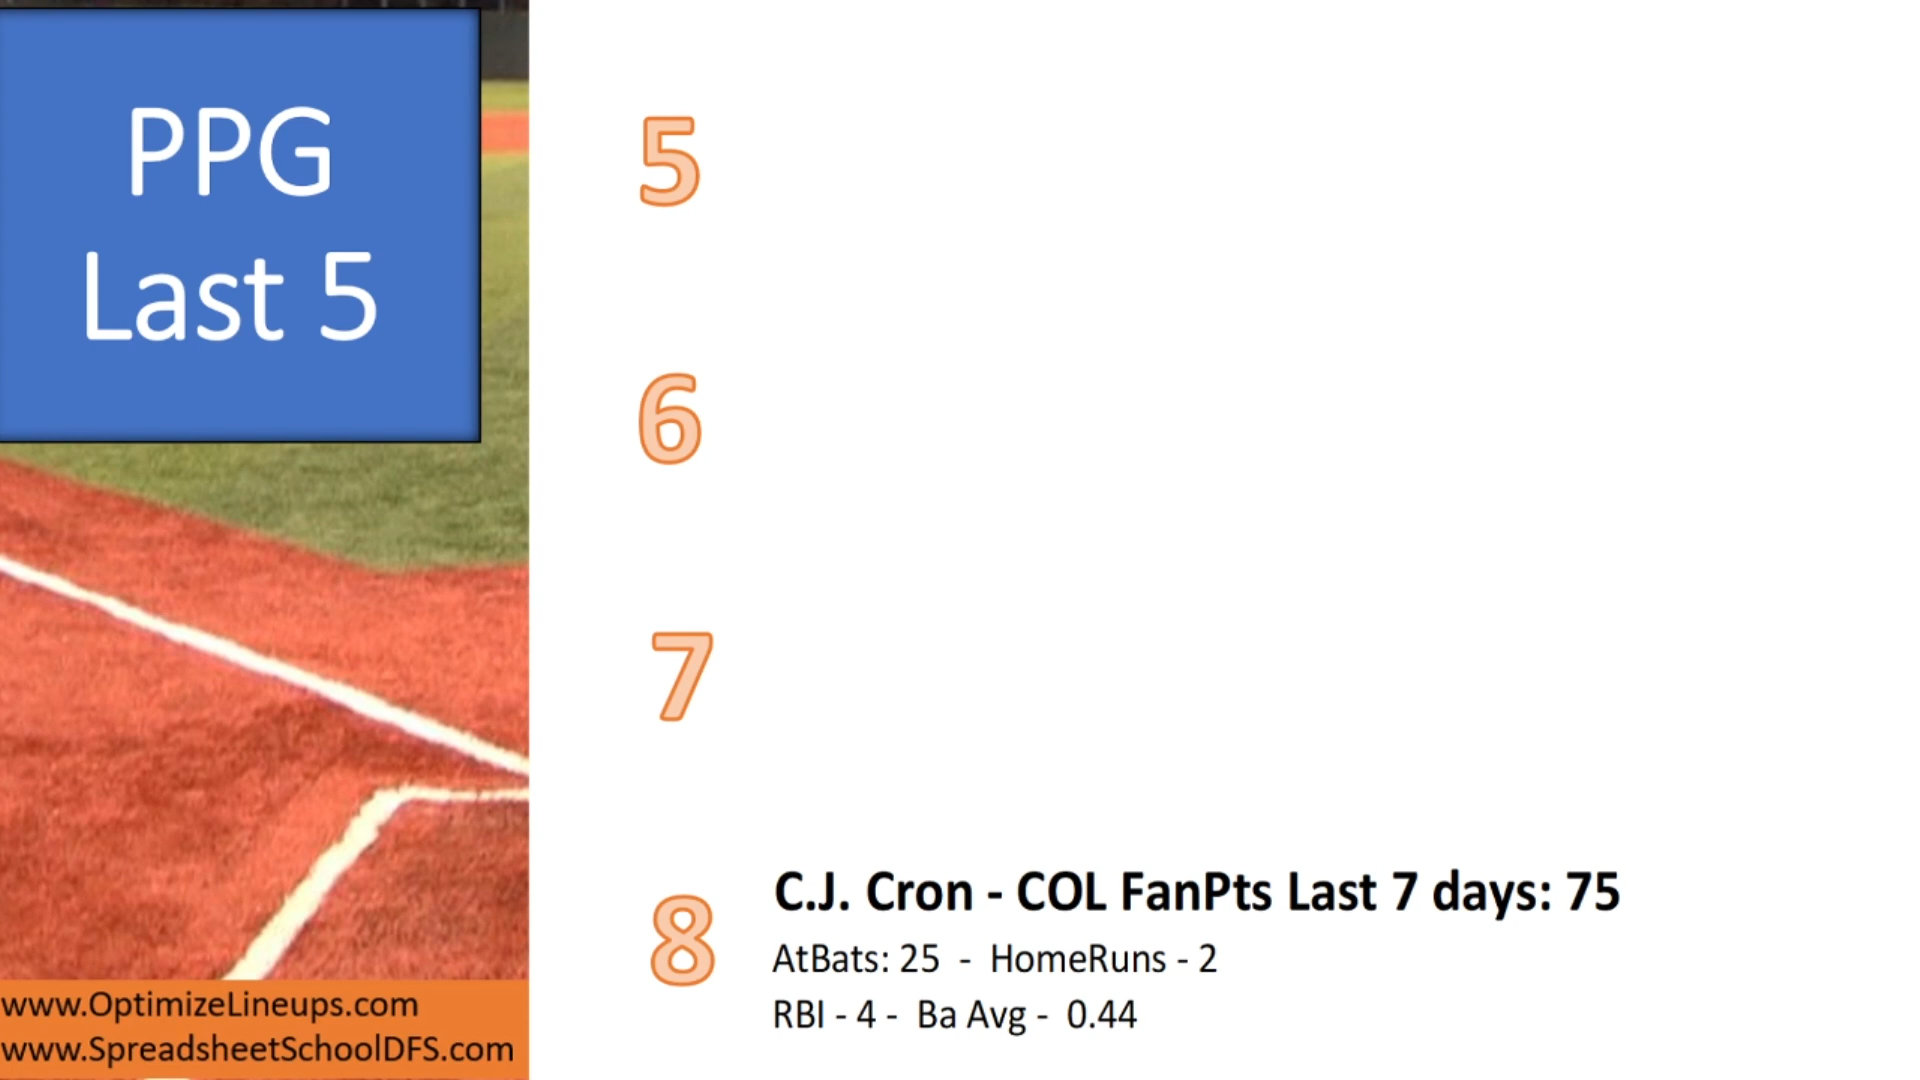 PPG
Last 5
5
6
7
8
C.J. Cron - COL FanPts Last 7 days: 75
AtBats: 25 - HomeRuns - 2
RBI - 4 - Ba Avg - 0.44
www.OptimizeLineups.com
www.SpreadsheetSchoolDFS.com